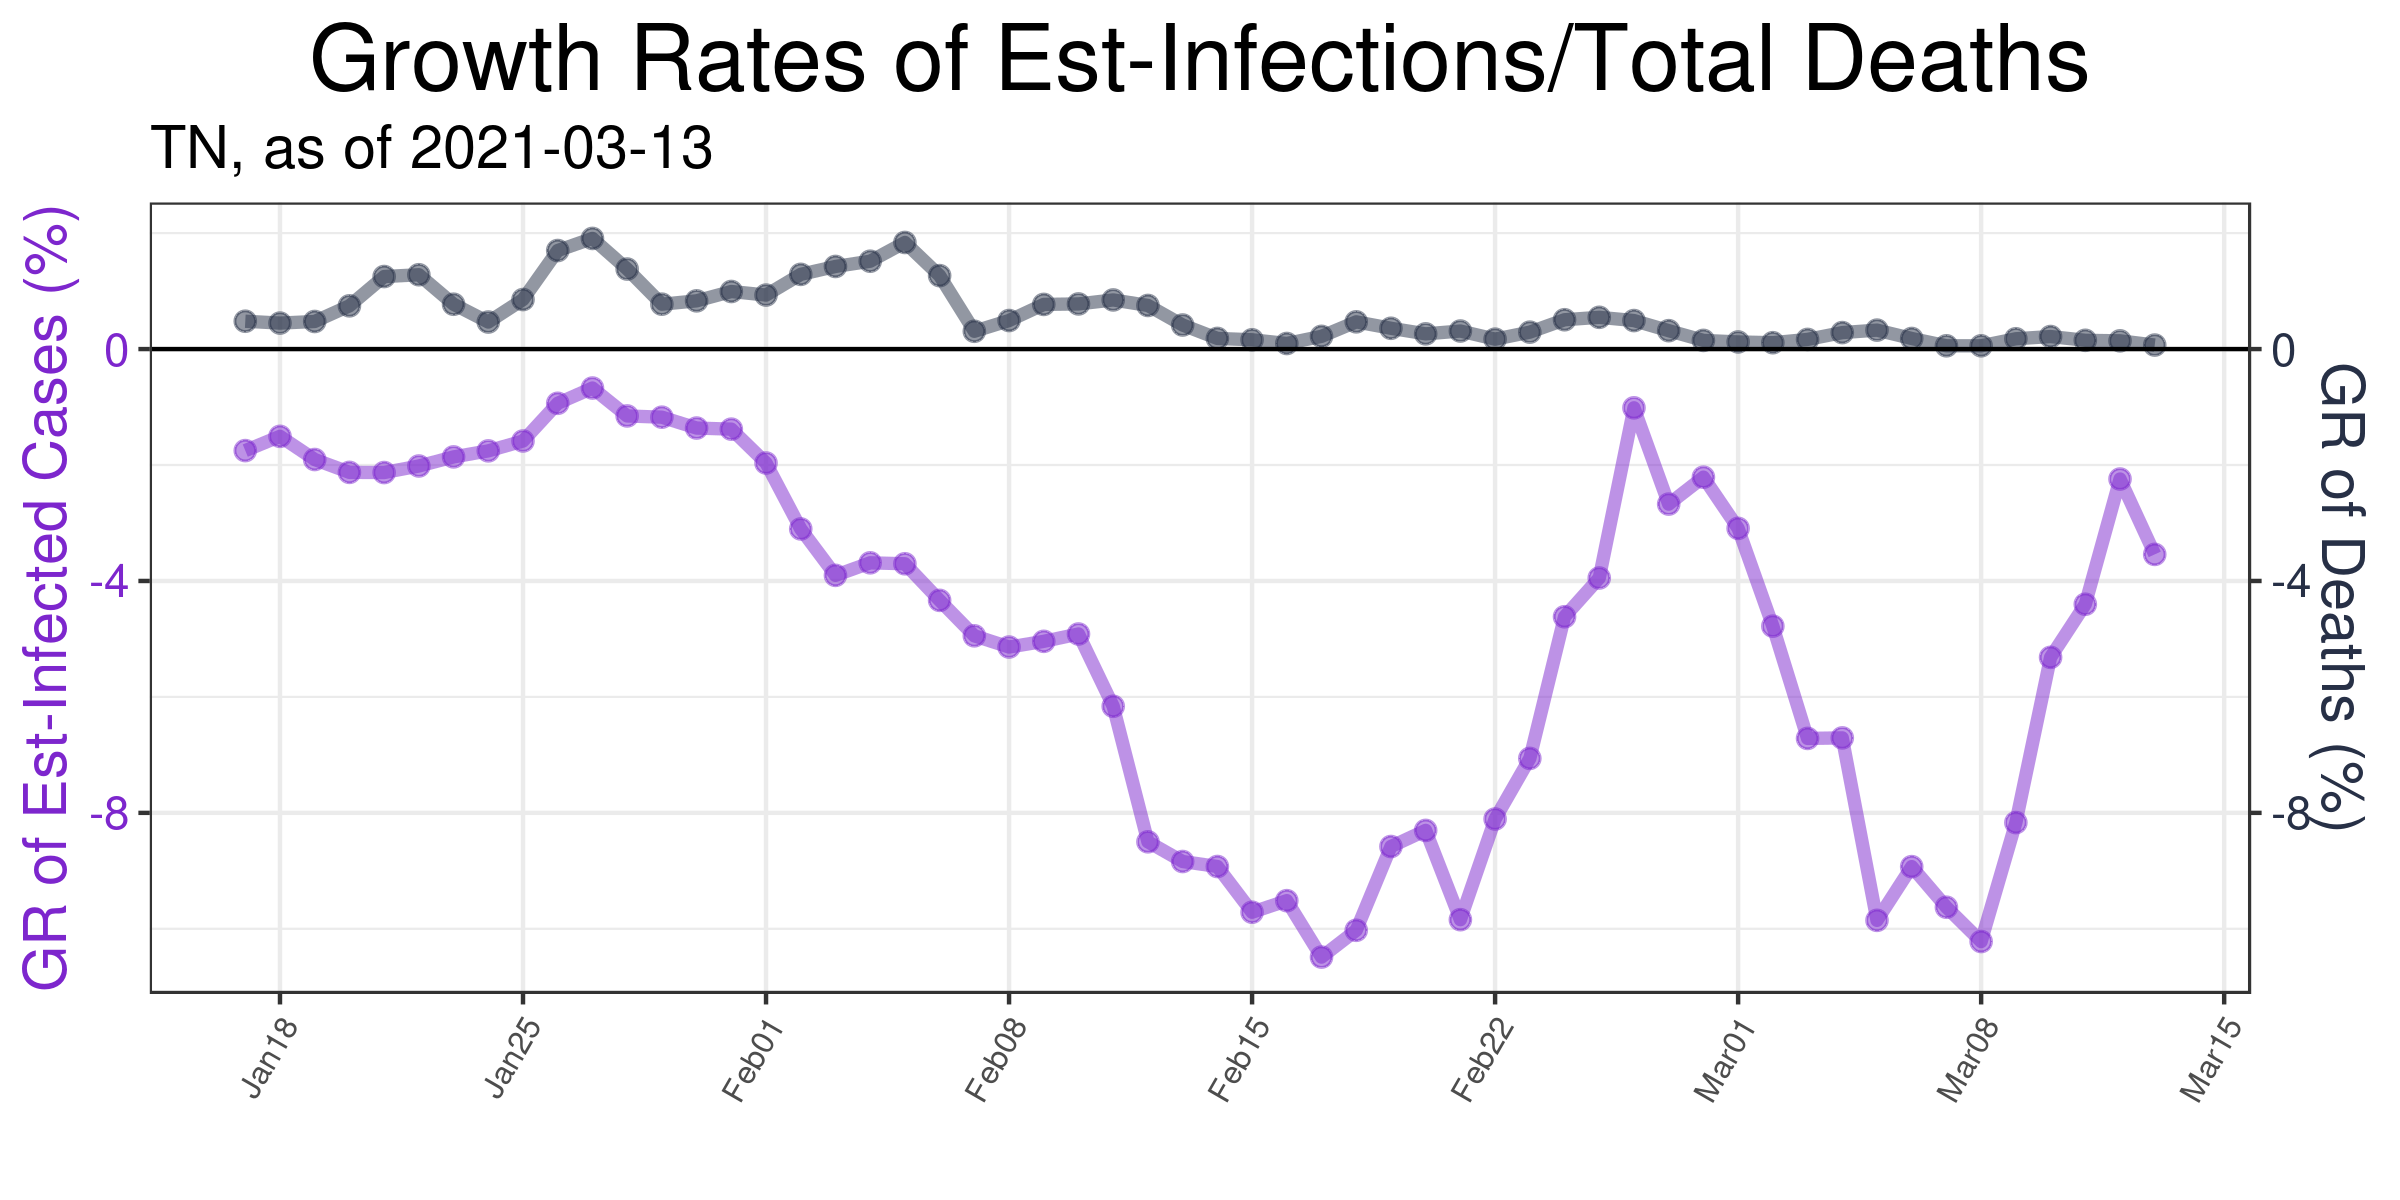 Growth Rates of Est-Infections/Total Deaths
TN, as of 2021-03-13
GR of Est-Infected Cases (%)
0
-4
-8
0
-4
-8
GR of Deaths (%)
Jan18
Jan25
Feb01
Feb08
Feb15
Feb22
Mar01
Mar08
Mar15